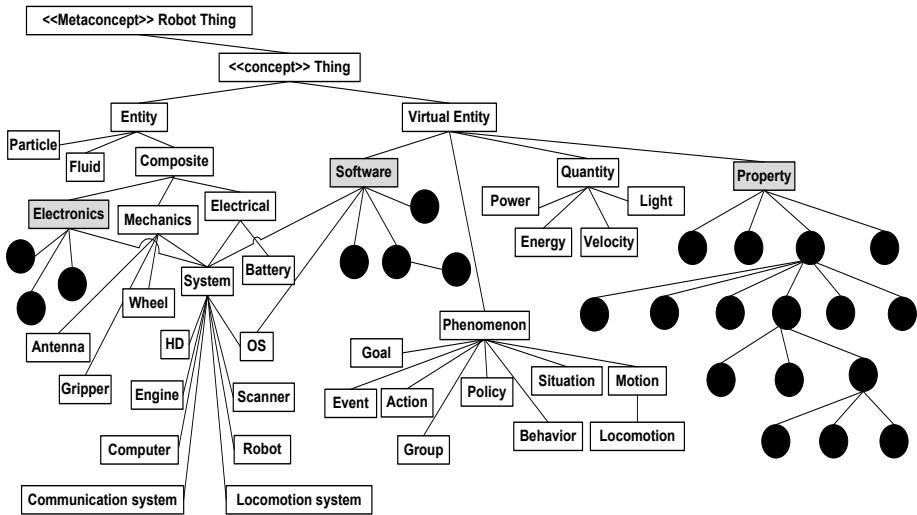 <<Metaconcept>> Robot Thing
<<concept>> Thing
Entity
Virtual Entity
Particle
Fluid
Composite
Software
Quantity
Property
Electronics
Mechanics
Electrical
Power
Light
Energy
Velocity
System
Battery
Wheel
Antenna
HD
OS
Phenomenon
Goal
Gripper
Engine
Scanner
Event
Action
Policy
Situation
Motion
Computer
Robot
Group
Behavior
Locomotion
Communication system
Locomotion system